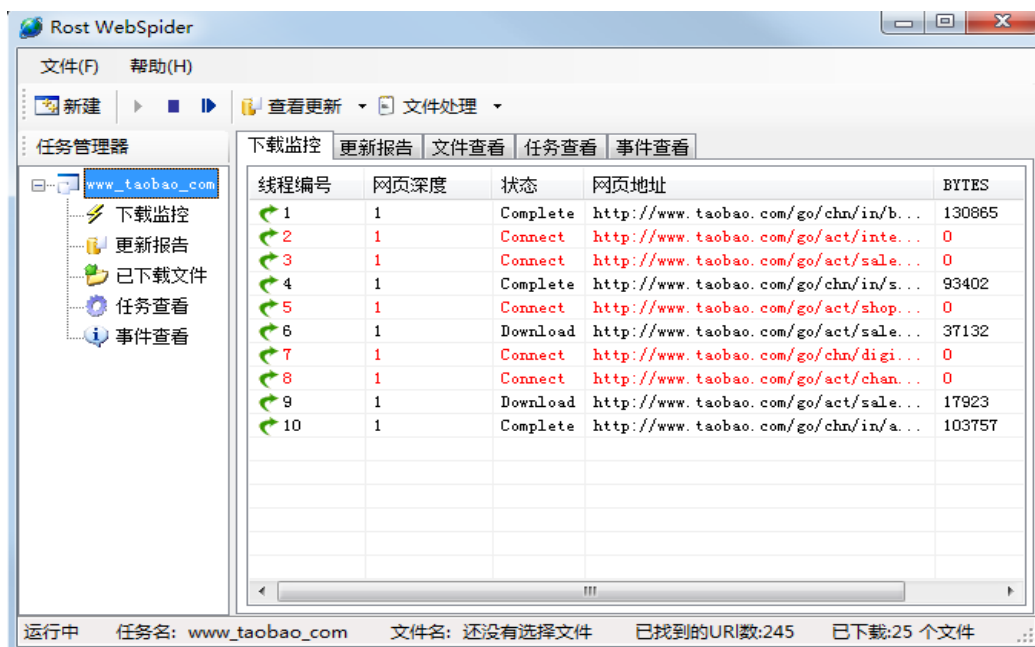 Rost WebSpider
文件(F) 帮助(H)
新建 查看更新 文件处理
任务管理器
www_taobao_com
下载监控
更新报告
已下载文件
任务查看
事件查看
下载监控 更新报告 文件查看 任务查看 事件查看
线程编号 网页深度 状态 网页地址 BYTES
1 1 Complete http://www.taobao.com/go/chn/in/b... 130865
2 1 Connect http://www.taobao.com/go/act/inte... 0
3 1 Connect http://www.taobao.com/go/act/sale... 0
4 1 Complete http://www.taobao.com/go/chn/in/s... 93402
5 1 Connect http://www.taobao.com/go/act/shop... 0
6 1 Download http://www.taobao.com/go/act/sale... 37132
7 1 Connect http://www.taobao.com/go/chn/digi... 0
8 1 Connect http://www.taobao.com/go/act/chan... 0
9 1 Download http://www.taobao.com/go/act/sale... 17923
10 1 Complete http://www.taobao.com/go/chn/in/a... 103757
运行中 任务名: www_taobao_com 文件名: 还没有选择文件 已找到的URl数:245 已下载:25 个文件